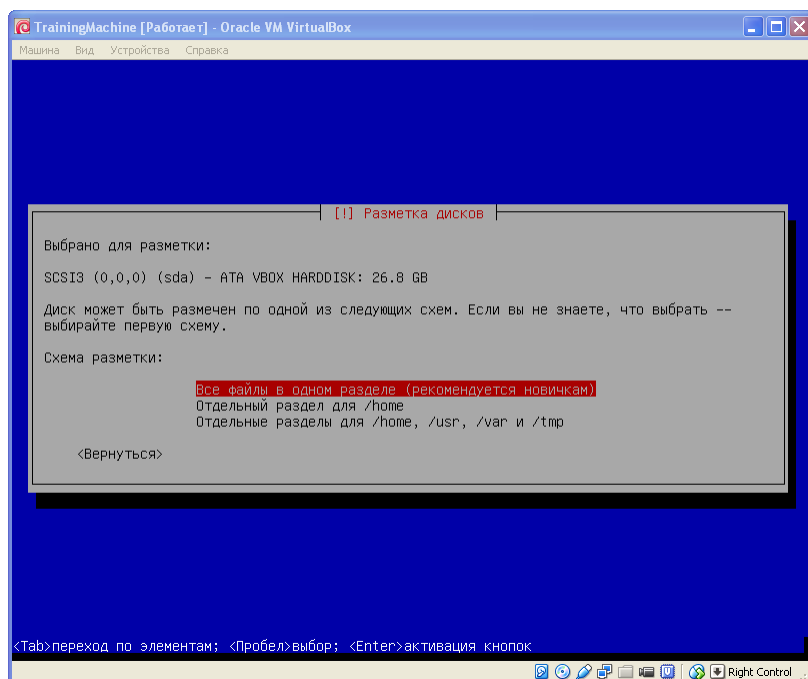 TrainingMachine [Работает] - Oracle VM VirtualBox
Машина Вид Устройства Справка
[!] Разметка дисков
Выбрано для разметки:
SCSI3 (0,0,0) (sda) – ATA VBOX HARDDISK: 26.8 GB
Диск может быть размечен по одной из следующих схем. Если вы не знаете, что выбрать --
выбирайте первую схему.
Схема разметки:
Все файлы в одном разделе (рекомендуется новичкам)
Отдельный раздел для /home
Отдельные разделы для /home, /usr, /var и /tmp
<Вернуться>
<Tab>переход по элементам; <Пробел>выбор; <Enter>активация кнопок
Right Control